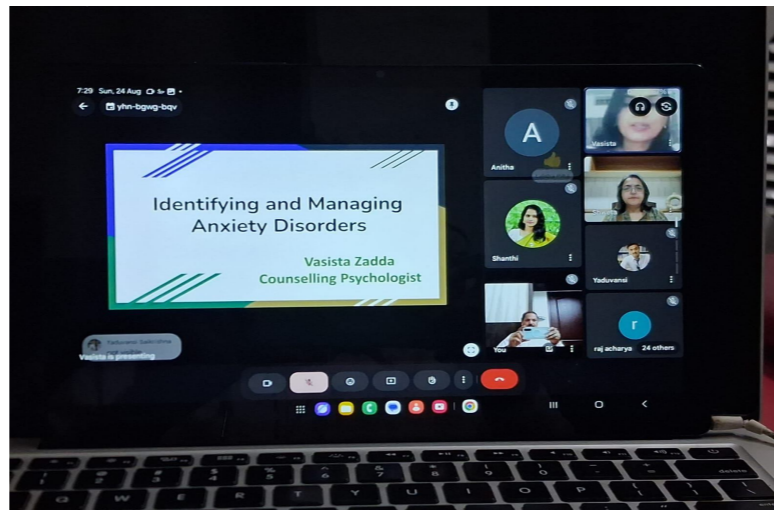 7:29 Sun, 24 Aug
yhn-bgwg-bqv
Identifying and Managing
Anxiety Disorders
Vasista Zadda
Counselling Psychologist
A
Anitha
Vasista
Shanthi
Yaduvansi
You
r
raj acharya 24 others
Vasista is presenting
delete
Q W E R T Y U I O P